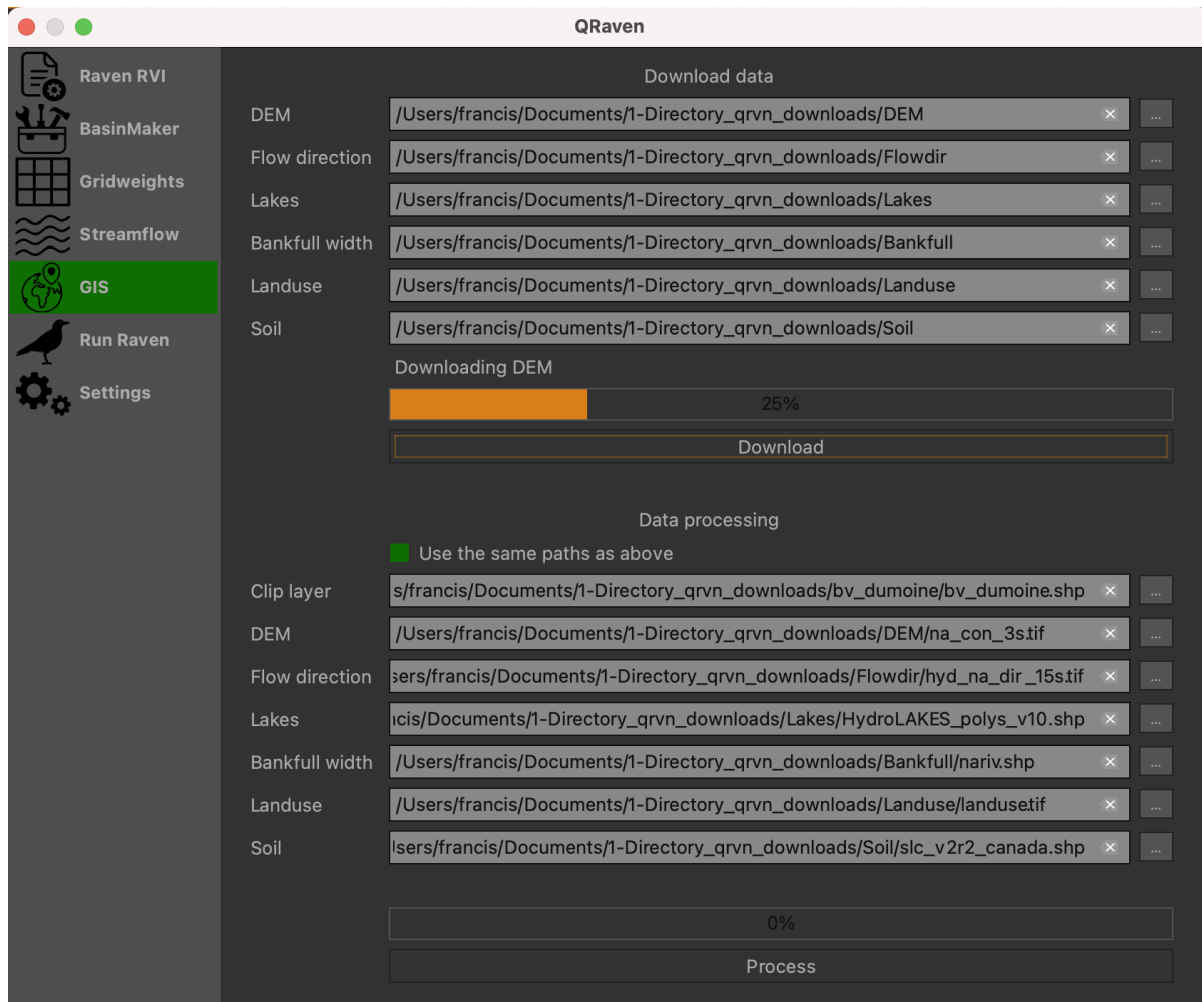 QRaven
Raven RVI
BasinMaker
Gridweights
Streamflow
GIS
Run Raven
Settings
Download data
DEM /Users/francis/Documents/1-Directory_qrvn_downloads/DEM ...
Flow direction /Users/francis/Documents/1-Directory_qrvn_downloads/Flowdir ...
Lakes /Users/francis/Documents/1-Directory_qrvn_downloads/Lakes ...
Bankfull width /Users/francis/Documents/1-Directory_qrvn_downloads/Bankfull ...
Landuse /Users/francis/Documents/1-Directory_qrvn_downloads/Landuse ...
Soil /Users/francis/Documents/1-Directory_qrvn_downloads/Soil ...
Downloading DEM
25%
Download
Data processing
Use the same paths as above
Clip layer s/francis/Documents/1-Directory_qrvn_downloads/bv_dumoine/bv_dumoine.shp ...
DEM /Users/francis/Documents/1-Directory_qrvn_downloads/DEM/na_con_3s.tif ...
Flow direction sers/francis/Documents/1-Directory_qrvn_downloads/Flowdir/hyd_na_dir_15s.tif ...
Lakes ncis/Documents/1-Directory_qrvn_downloads/Lakes/HydroLAKES_polys_v10.shp ...
Bankfull width /Users/francis/Documents/1-Directory_qrvn_downloads/Bankfull/nariv.shp ...
Landuse /Users/francis/Documents/1-Directory_qrvn_downloads/Landuse/landuse.tif ...
Soil Users/francis/Documents/1-Directory_qrvn_downloads/Soil/slc_v2r2_canada.shp ...
0%
Process